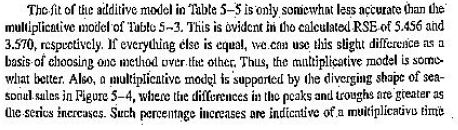 The fit of the additive model in Table 5–5 is only somewhat less accurate than the
multiplicative model of Table 5–3. This is evident in the calculated RSE of 5.456 and
3.570, respectively. If everything else is equal, we can use this slight difference as a
basis of choosing one method over the other. Thus, the multiplicative model is some-
what better. Also, a multiplicative model is supported by the diverging shape of sea-
sonal sales in Figure 5–4, where the differences in the peaks and troughs are greater as
the series increases. Such percentage increases are indicative of a multiplicative time